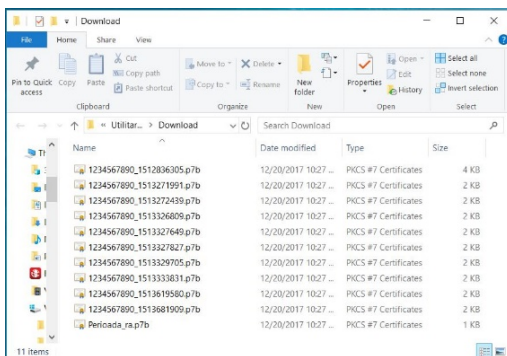 Download
File Home Share View
Pin to Quick access
Copy
Paste
Cut
Copy path
Paste shortcut
Clipboard
Move to
Copy to
Delete
Rename
Organize
New folder
New
Properties
Open
Edit
History
Open
Select all
Select none
Invert selection
Select
« Utilitar... > Download
Search Download
Name Date modified Type Size
1234567890_1512836305.p7b 12/20/2017 10:27 ... PKCS #7 Certificates 4 KB
1234567890_1513271991.p7b 12/20/2017 10:27 ... PKCS #7 Certificates 2 KB
1234567890_1513272439.p7b 12/20/2017 10:27 ... PKCS #7 Certificates 2 KB
1234567890_1513326809.p7b 12/20/2017 10:27 ... PKCS #7 Certificates 2 KB
1234567890_1513327649.p7b 12/20/2017 10:27 ... PKCS #7 Certificates 2 KB
1234567890_1513327827.p7b 12/20/2017 10:27 ... PKCS #7 Certificates 2 KB
1234567890_1513329705.p7b 12/20/2017 10:27 ... PKCS #7 Certificates 2 KB
1234567890_1513333831.p7b 12/20/2017 10:27 ... PKCS #7 Certificates 2 KB
1234567890_1513619580.p7b 12/20/2017 10:27 ... PKCS #7 Certificates 2 KB
1234567890_1513681909.p7b 12/20/2017 10:27 ... PKCS #7 Certificates 2 KB
Perioada_ra.p7b 12/20/2017 10:27 ... PKCS #7 Certificates 1 KB
11 items